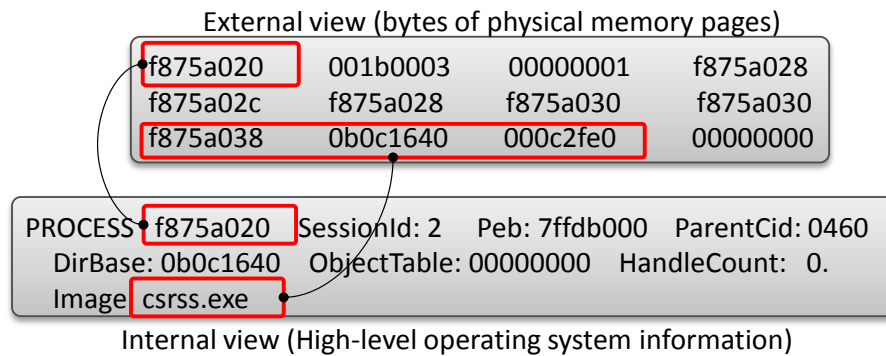 External view (bytes of physical memory pages)
f875a020 001b0003 00000001 f875a028
f875a02c f875a028 f875a030 f875a030
f875a038 0b0c1640 000c2fe0 00000000
PROCESS f875a020 SessionId: 2 Peb: 7ffdb000 ParentCid: 0460
DirBase: 0b0c1640 ObjectTable: 00000000 HandleCount: 0.
Image csrss.exe
Internal view (High-level operating system information)